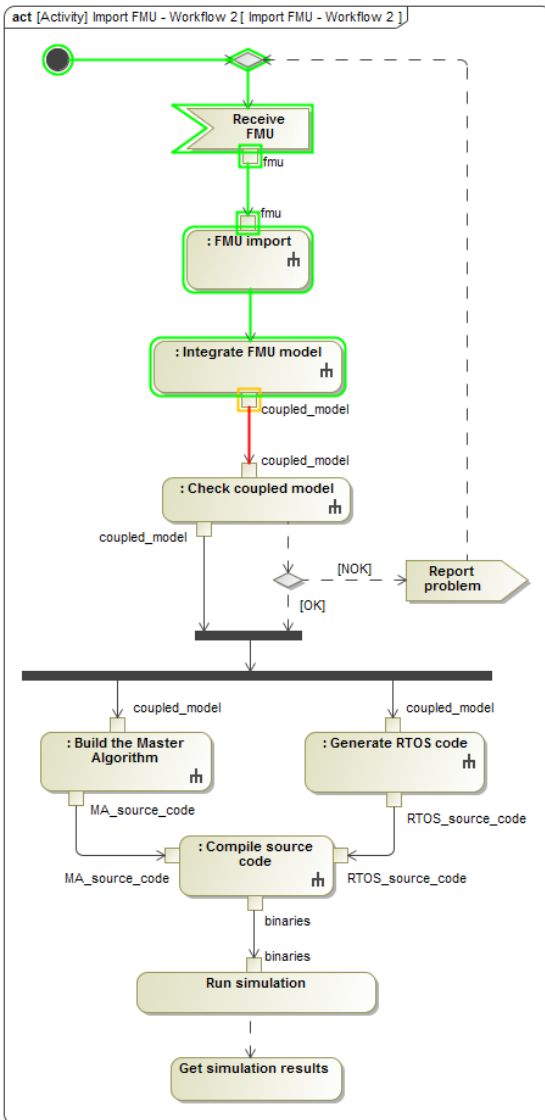 act [Activity] Import FMU - Workflow 2 [ Import FMU - Workflow 2 ]
Receive
FMU
fmu
fmu
: FMU import
: Integrate FMU model
coupled_model
coupled_model
: Check coupled model
coupled_model
[NOK]
Report
problem
[OK]
coupled_model
coupled_model
: Build the Master
Algorithm
: Generate RTOS code
MA_source_code
RTOS_source_code
: Compile source
code
MA_source_code
RTOS_source_code
binaries
binaries
Run simulation
Get simulation results